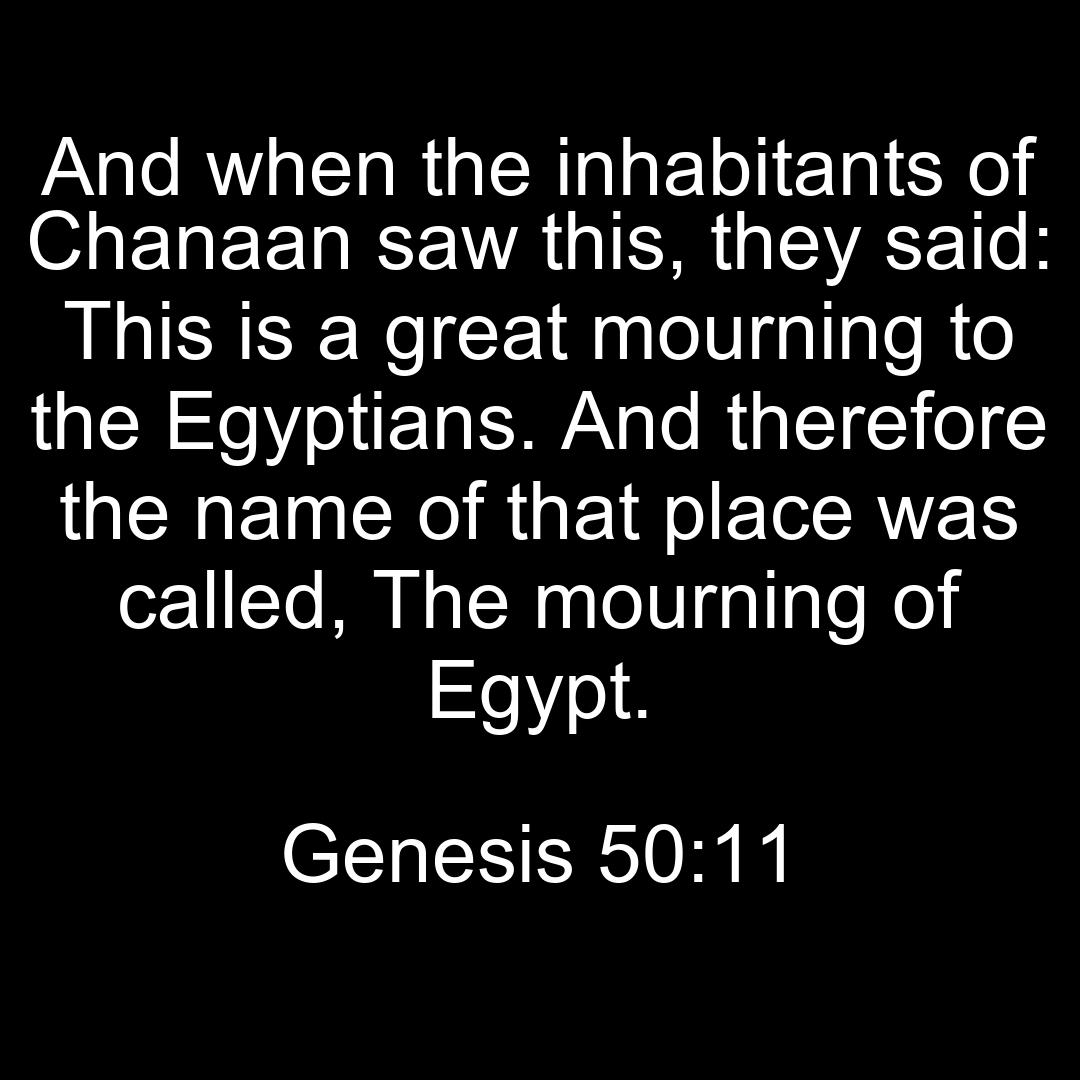 And when the inhabitants of
Chanaan saw this, they said:
This is a great mourning to
the Egyptians. And therefore
the name of that place was
called, The mourning of
Egypt.
Genesis 50:11